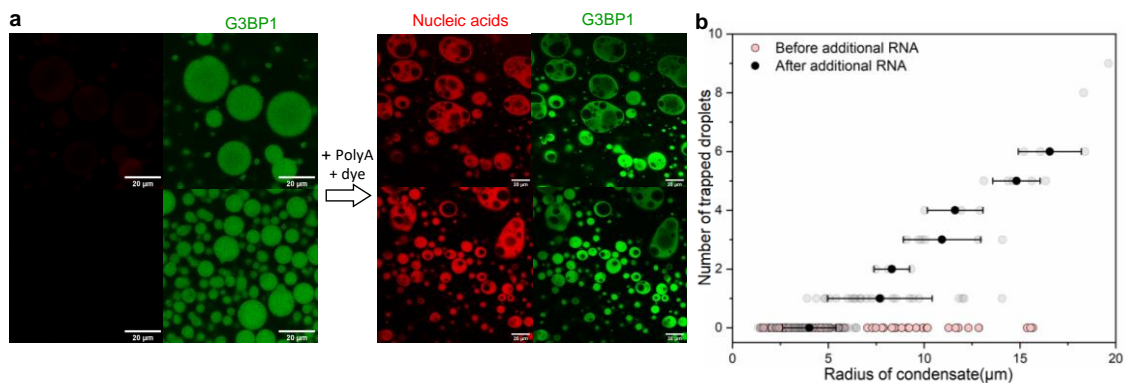 a
G3BP1
20 μm
20 μm
20 μm
20 μm
+ PolyA
+ dye
Nucleic acids
G3BP1
20 μm
20 μm
20 μm
20 μm
b
Before additional RNA
After additional RNA
Number of trapped droplets
10
8
6
4
2
0
0 5 10 15 20
Radius of condensate(μm)